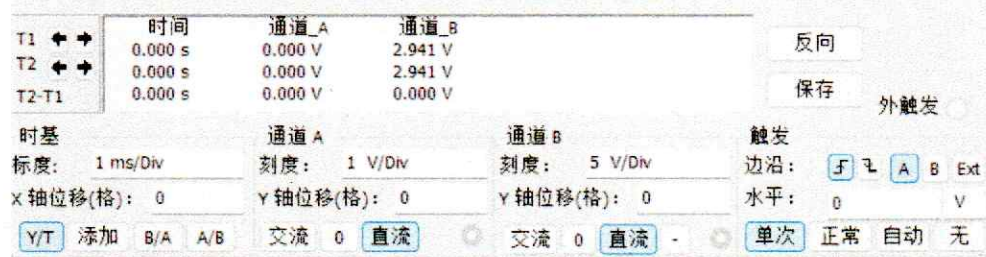 时间 通道_A 通道_B
T1 0.000 s 0.000 V 2.941 V
T2 0.000 s 0.000 V 2.941 V
T2-T1 0.000 s 0.000 V 0.000 V
反向
保存
外触发
时基 通道 A 通道 B 触发
标度: 1 ms/Div 刻度: 1 V/Div 刻度: 5 V/Div 边沿: A B Ext
X 轴位移(格): 0 Y 轴位移(格): 0 Y 轴位移(格): 0 水平: 0 V
Y/T 添加 B/A A/B 交流 0 直流 交流 0 直流 - 单次 正常 自动 无